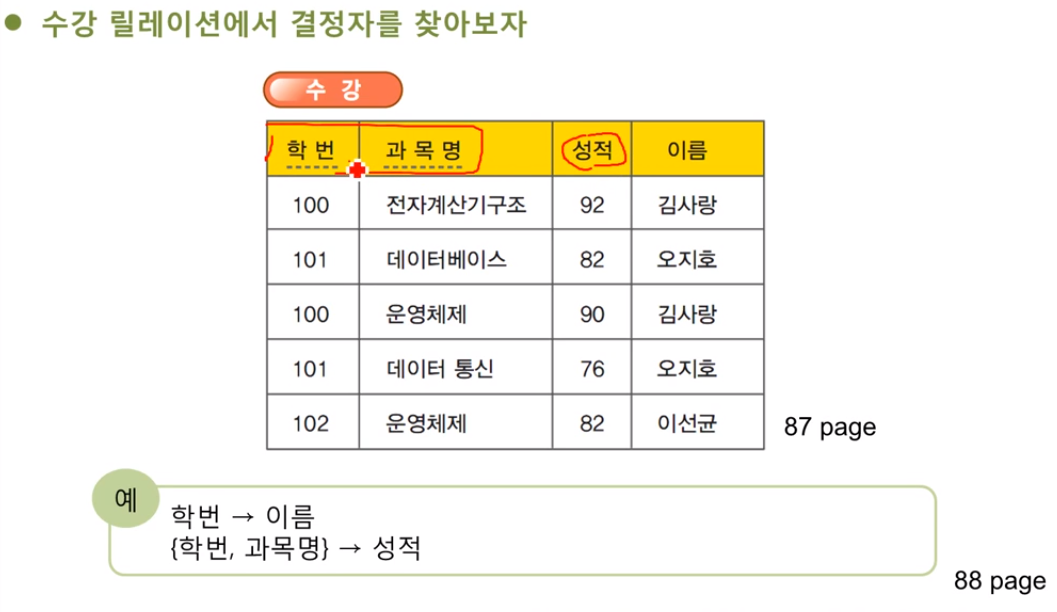 ● 수강 릴레이션에서 결정자를 찾아보자
수 강
학 번 과 목 명 성적 이름
100 전자계산기구조 92 김사랑
101 데이터베이스 82 오지호
100 운영체제 90 김사랑
101 데이터 통신 76 오지호
102 운영체제 82 이선균
87 page
예
학번 → 이름
{학번, 과목명} → 성적
88 page